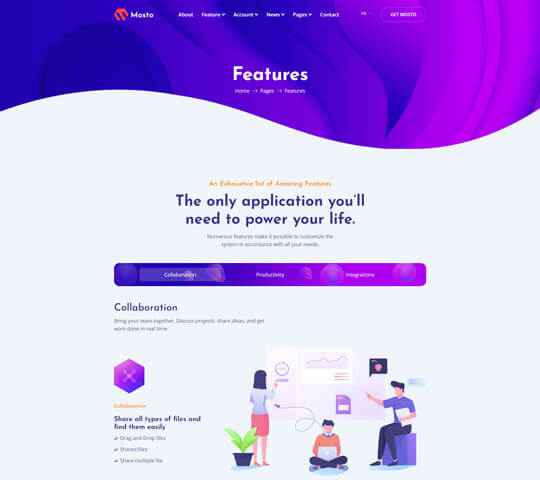 Mosto
About Feature Account News Pages Contact
EN
GET MOSTO
Features
Home -> Pages -> Features
An Exhaustive list of Amazing Features
The only application you'll
need to power your life.
Numerous features make it possible to customize the
system in accordance with all your needs.
Collaboration Productivity Integrations
Collaboration
Bring your team together. Discuss projects, share ideas, and get
work done in real time.
Collaboration
Share all types of files and
find them easily
Drag and Drop files
Shared files
Share multiple file